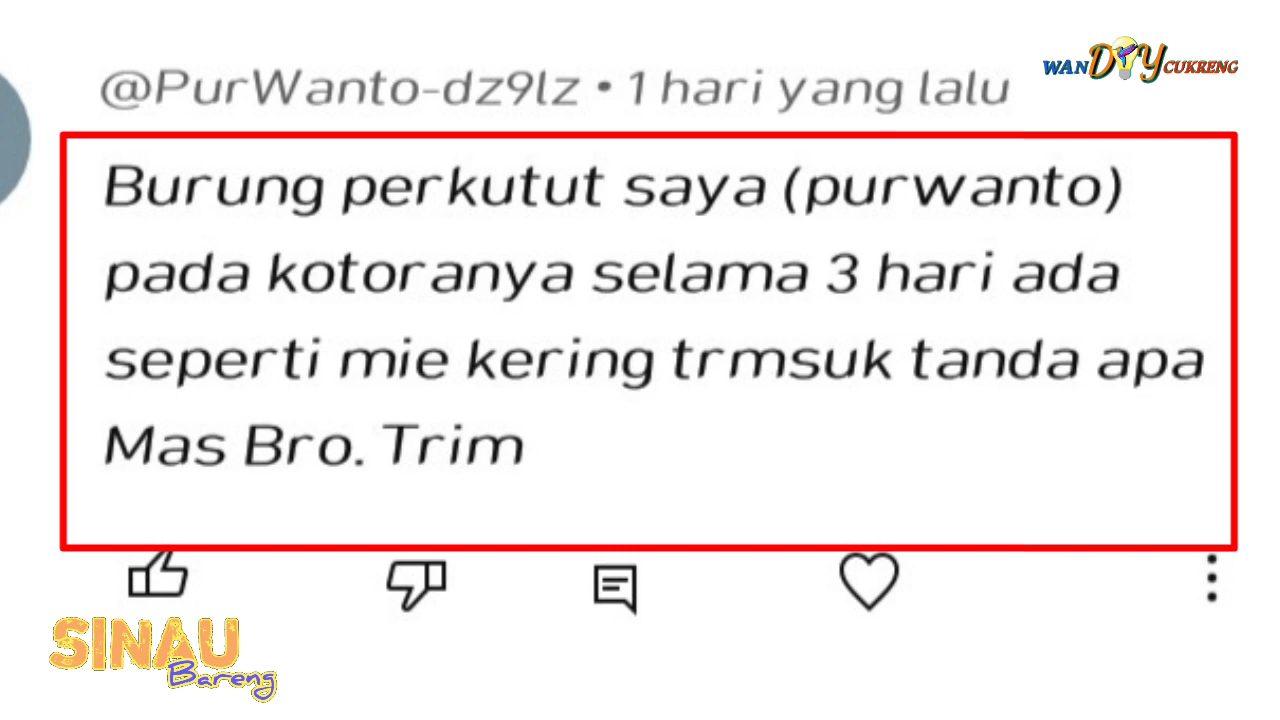 @PurWanto-dz9lz • 1 hari yang lalu
WANDIYCUKRENG
Burung perkutut saya (purwanto)
pada kotoranya selama 3 hari ada
seperti mie kering trmsuk tanda apa
Mas Bro. Trim
SINAU
Bareng